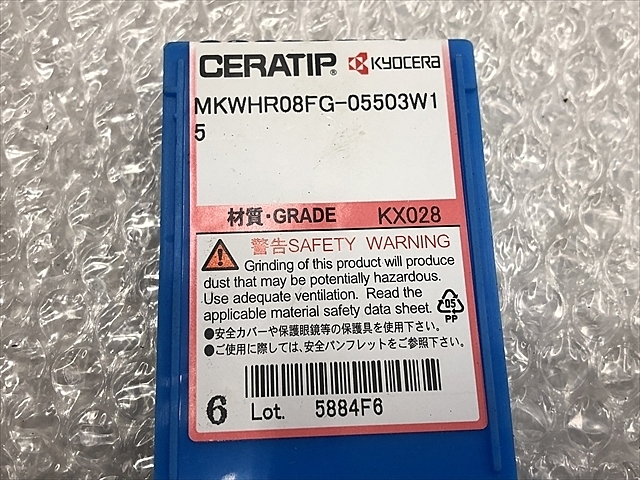 CERATIP® KYOCERA
MKWHR08FG-05503W1
5
材質・GRADE KX028
警告SAFETY WARNING
Grinding of this product will produce
dust that may be potentially hazardous.
Use adequate ventilation. Read the
applicable material safety data sheet.
05
PP
●安全カバーや保護眼鏡等の保護具を使用下さい。
●ご使用に際しては、安全パンフレットをご参照下さい。
6 Lot. 5884F6